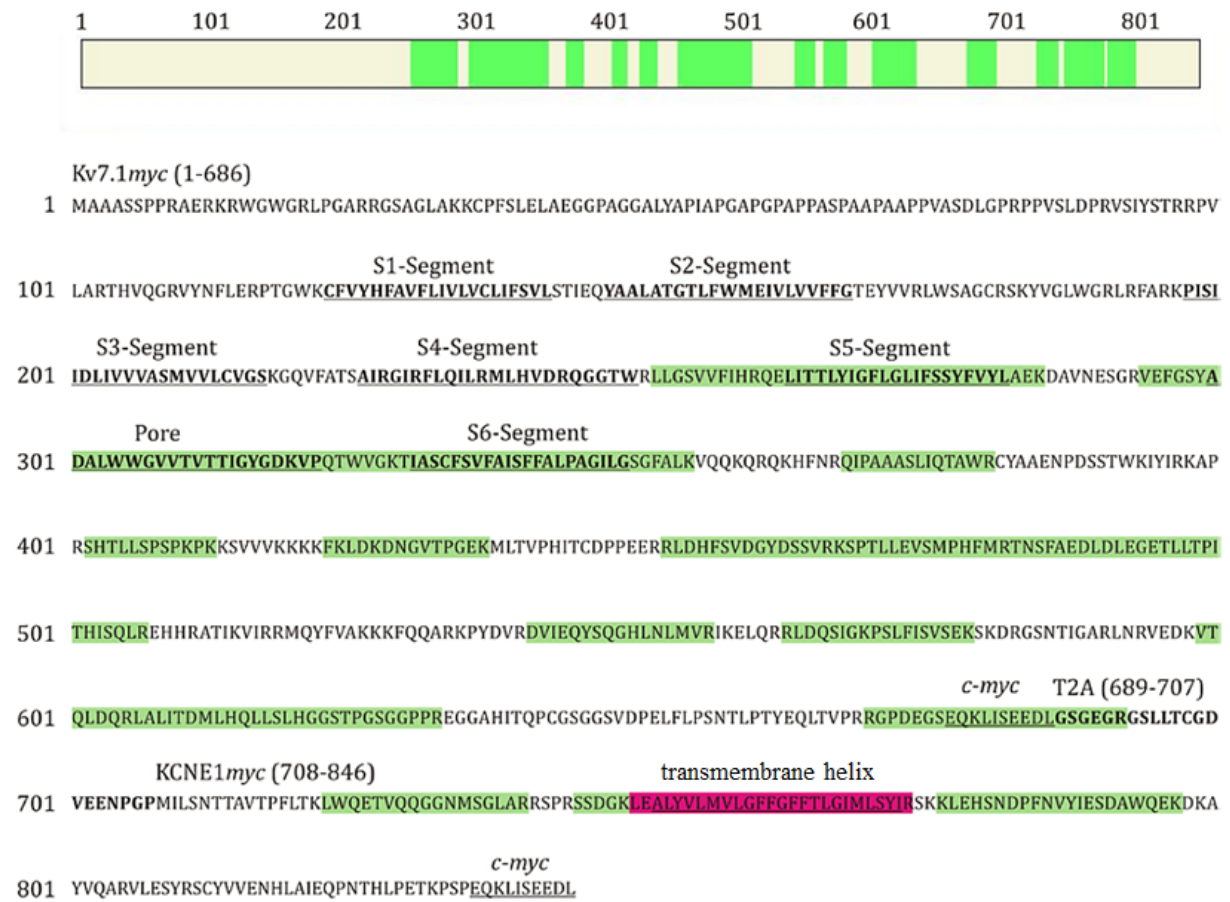 1 101 201 301 401 501 601 701 801
Kv7.1myc (1-686)
1 MAAASSPPRAERKRWGWGRLPGARRGSAGLAKKCPFSLELAEGGPAGGALYAPIAPGAPGPAPPASPAAPAAPPVASDLGPRPPVSLDPRVSIYSTRRPV
S1-Segment S2-Segment
101 LARTHVQGRVYNFLERPTGWKCFVYHFAVFLIVLVCLIFSVLSTIEQYAALATGTLFWMEIVLVVFFGTEYVVRLWSAGCRSKYVGLWGRLRFARKPISI
S3-Segment S4-Segment S5-Segment
201 IDLIVVVASMVVLCVGSKGQVFATSAIRGIRFLQILRMLHVDRQGGTWRLLGSVVFIHRQELITTLYIGFLGLIFSSYFVYLAEKDAVNESGRVEFGSYA
Pore S6-Segment
301 DALWWGVVTVTTIGYGDKVPQTWVGKTIASCFSVFAISFFALPAGILGSGFALKVQQKQRQKHFNRQIPAAASLIQTAWRCYAAENPDSSTWKIYIRKAP
401 RSHTLLSPSPKPKKSVVVKKKKFKLDKDNGVTPGEKMLTVPHITCDPPEERRLDHFSVDGYDSSVRKSPTLLEVSMPHFMRTNSFAEDLDLEGETLLTPI
501 THISQLREHHRATIKVIRRMQYFVAKKKFQQARKPYDVRDVIEQYSQGHLNLMVRIKELQRRLDQSIGKPSLFISVSEKSKDRGSNTIGARLNRVEDKVT
c-myc T2A (689-707)
601 QLDQRLALITDMLHQLLSLHGGSTPGSGGPPREGGAHITQPCGSGGSVDPELFLPSNTLPTYEQLTVPRRGPDEGSEQKLISEEDLGSGEGRGSLLTCGD
KCNE1myc (708-846) transmembrane helix
701 VEENPGPMILSNTTAVTPFLTKLWQETVQQGGNMSGLARRSPRSSDGKLEALYVLMVLGFFGFFTLGIMLSYIRSKKLEHSNDPFNVYIESDAWQEKDKA
c-myc
801 YVQARVLESYRSCYVVENHLAIEQPNTHLPETKPSPEQKLISEEDL